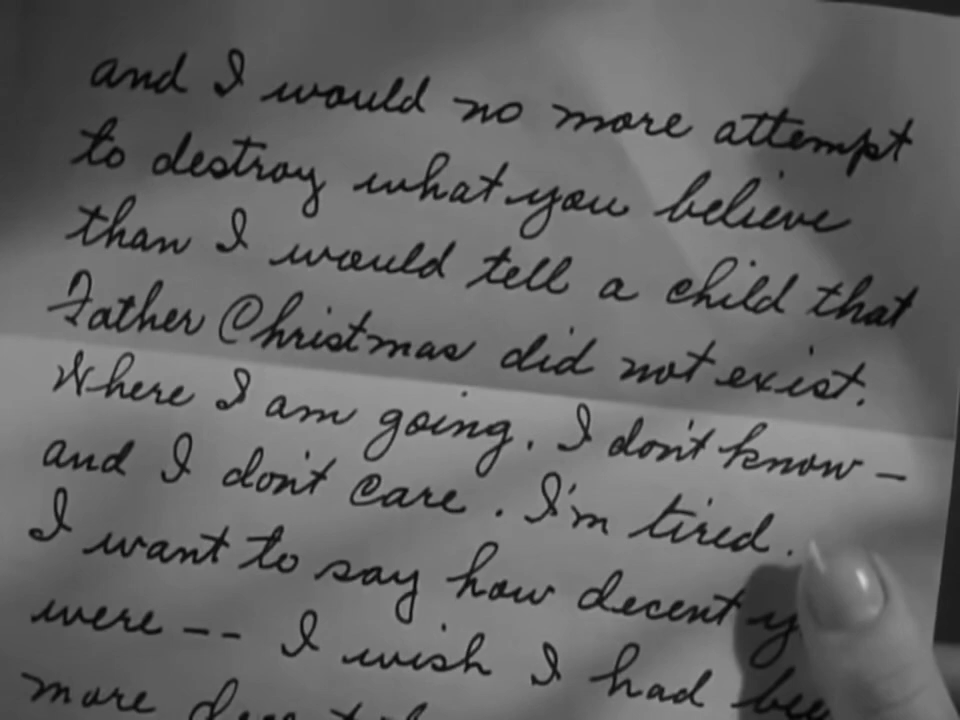 and I would no more attempt
to destroy what you believe
than I would tell a child that
Father Christmas did not exist.
Where I am going. I don't know —
and I don't care. I'm tired.
I want to say how decent
were -- I wish I had
more